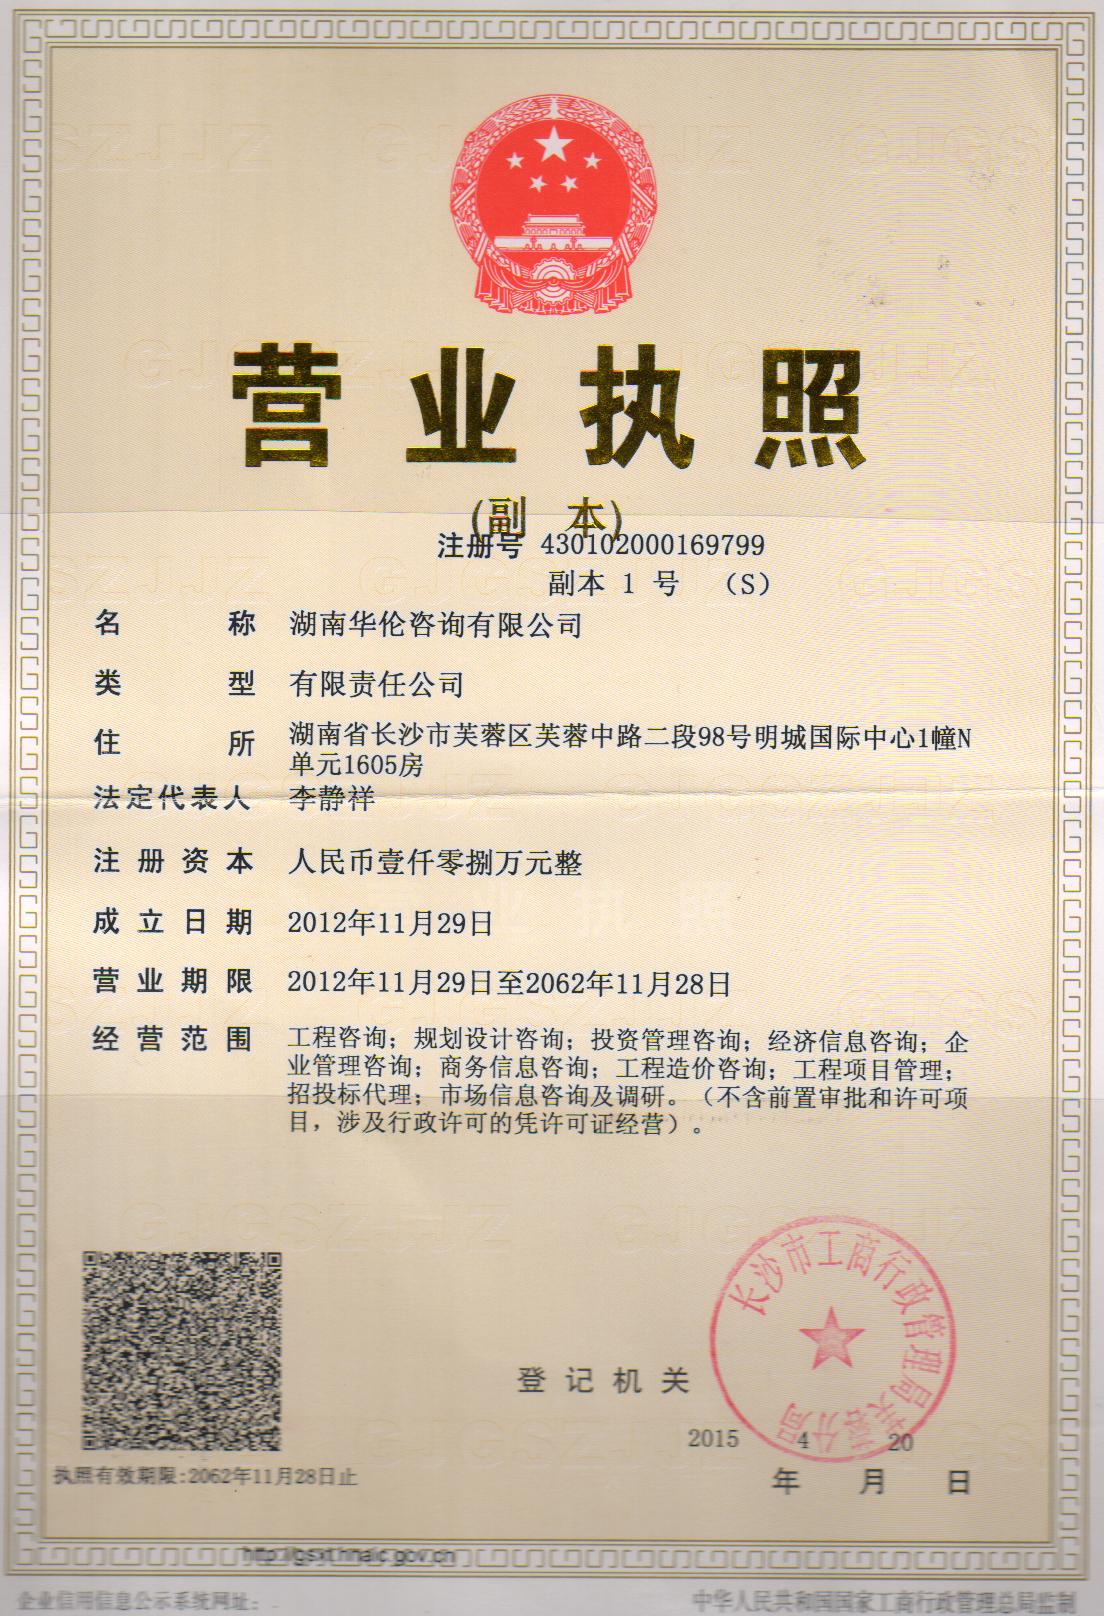 营业执照
(副 本)
注册号 430102000169799
副本 1 号 （S）
名 称 湖南华伦咨询有限公司
类 型 有限责任公司
住 所 湖南省长沙市芙蓉区芙蓉中路二段98号明城国际中心1幢N
单元1605房
法定代表人 李静祥
注册资本 人民币壹仟零捌万元整
成立日期 2012年11月29日
营业期限 2012年11月29日至2062年11月28日
经营范围 工程咨询；规划设计咨询；投资管理咨询；经济信息咨询；企
业管理咨询；商务信息咨询；工程造价咨询；工程项目管理；
招投标代理；市场信息咨询及调研。（不含前置审批和许可项
目，涉及行政许可的凭许可证经营）。
长沙市工商行政管理局
芙蓉分局
登记机关
2015 4 20
年 月 日
执照有效期限:2062年11月28日止
http://gsxt.hnaic.gov.cn
企业信用信息公示系统网址：
中华人民共和国国家工商行政管理总局监制